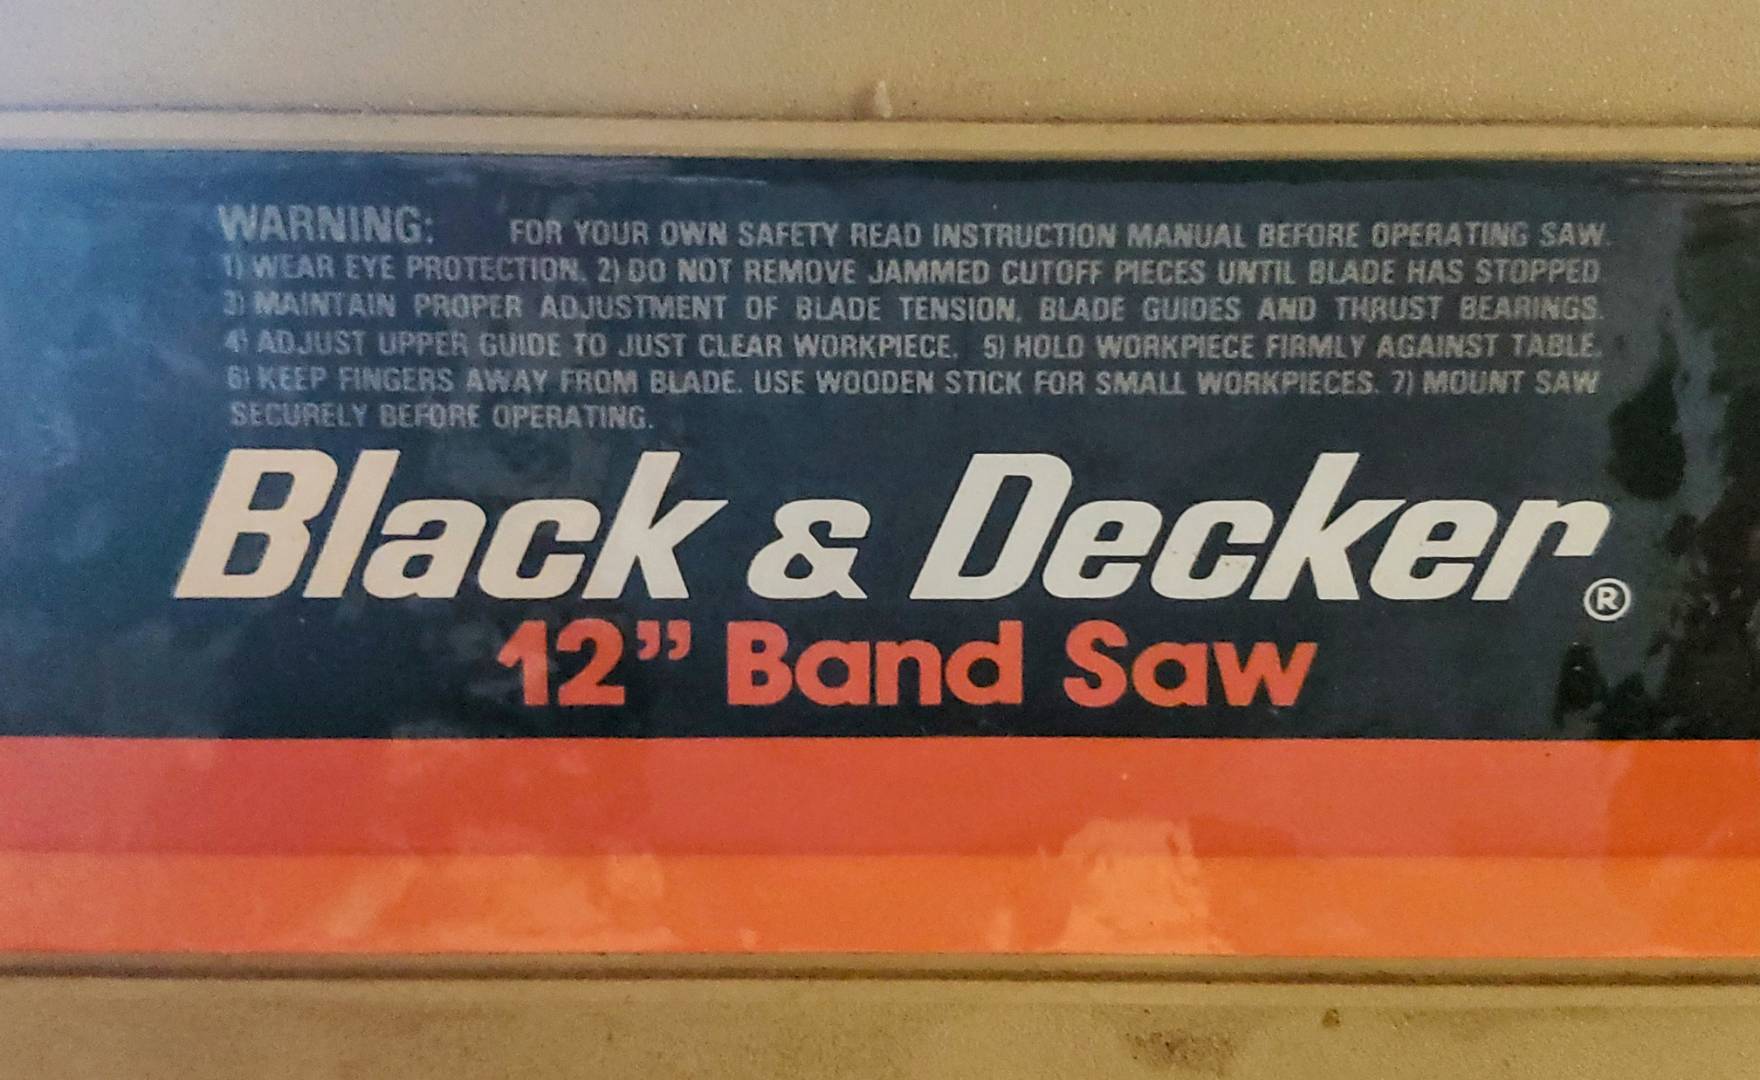 WARNING: FOR YOUR OWN SAFETY READ INSTRUCTION MANUAL BEFORE OPERATING SAW.
1) WEAR EYE PROTECTION. 2) DO NOT REMOVE JAMMED CUTOFF PIECES UNTIL BLADE HAS STOPPED
3) MAINTAIN PROPER ADJUSTMENT OF BLADE TENSION, BLADE GUIDES AND THRUST BEARINGS.
4) ADJUST UPPER GUIDE TO JUST CLEAR WORKPIECE. 5) HOLD WORKPIECE FIRMLY AGAINST TABLE.
6) KEEP FINGERS AWAY FROM BLADE. USE WOODEN STICK FOR SMALL WORKPIECES. 7) MOUNT SAW
SECURELY BEFORE OPERATING.
Black & Decker®
12” Band Saw